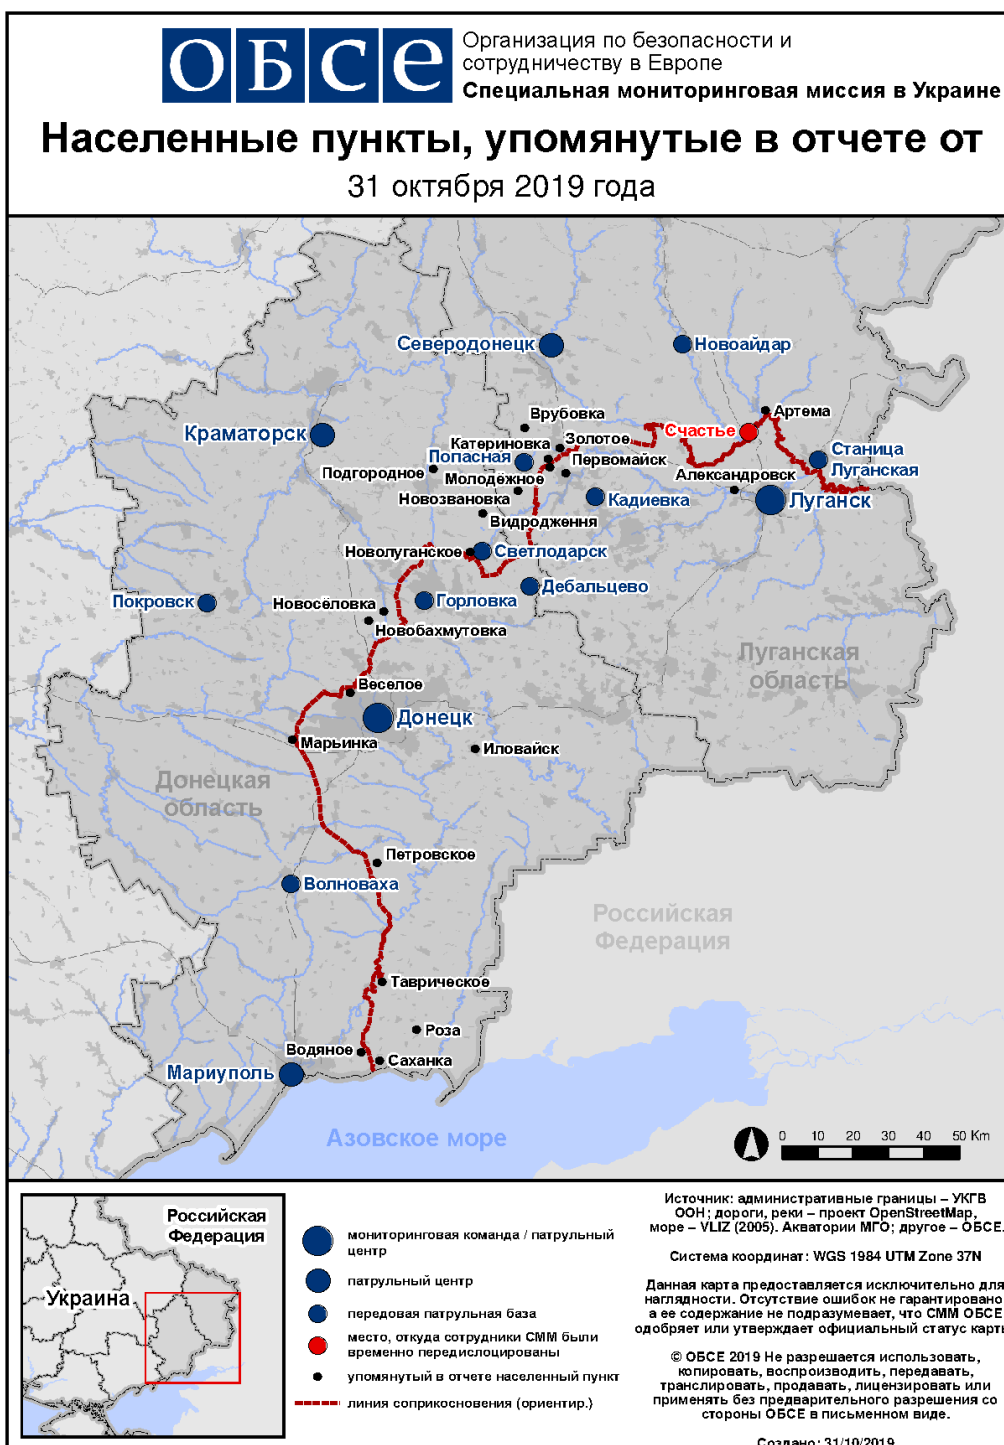 ОБСЕ
Организация по безопасности и
сотрудничеству в Европе
Специальная мониторинговая миссия в Украине
Населенные пункты, упомянутые в отчете от
31 октября 2019 года
Северодонецк
Новоайдар
Артема
Врубовка
Счастье
Краматорск
Катериновка
Золотое
Станица
Луганская
Попасная
Первомайск
Подгородное
Молодёжное
Александровск
Новозвановка
Кадиевка
Луганск
Видродження
Новолуганское
Светлодарск
Дебальцево
Покровск
Новосёловка
Горловка
Новобахмутовка
Луганская
область
Веселое
Донецк
Марьинка
Иловайск
Донецкая
область
Петровское
Волноваха
Российская
Федерация
Таврическое
Роза
Водяное
Саханка
Мариуполь
Азовское море
0 10 20 30 40 50 Km
Российская
Федерация
Украина
мониторинговая команда / патрульный
центр
патрульный центр
передовая патрульная база
место, откуда сотрудники СММ были
временно передислоцированы
упомянутый в отчете населенный пункт
линия соприкосновения (ориентир.)
Источник: административные границы – УКГВ
ООН; дороги, реки – проект OpenStreetMap,
море – VLIZ (2005). Акватории МГО; другое – ОБСЕ.
Система координат: WGS 1984 UTM Zone 37N
Данная карта предоставляется исключительно для
наглядности. Отсутствие ошибок не гарантировано
а ее содержание не подразумевает, что СММ ОБСЕ
одобряет или утверждает официальный статус карты
© ОБСЕ 2019 Не разрешается использовать,
копировать, воспроизводить, передавать,
транслировать, продавать, лицензировать или
применять без предварительного разрешения со
стороны ОБСЕ в письменном виде.
Создано: 31/10/2019